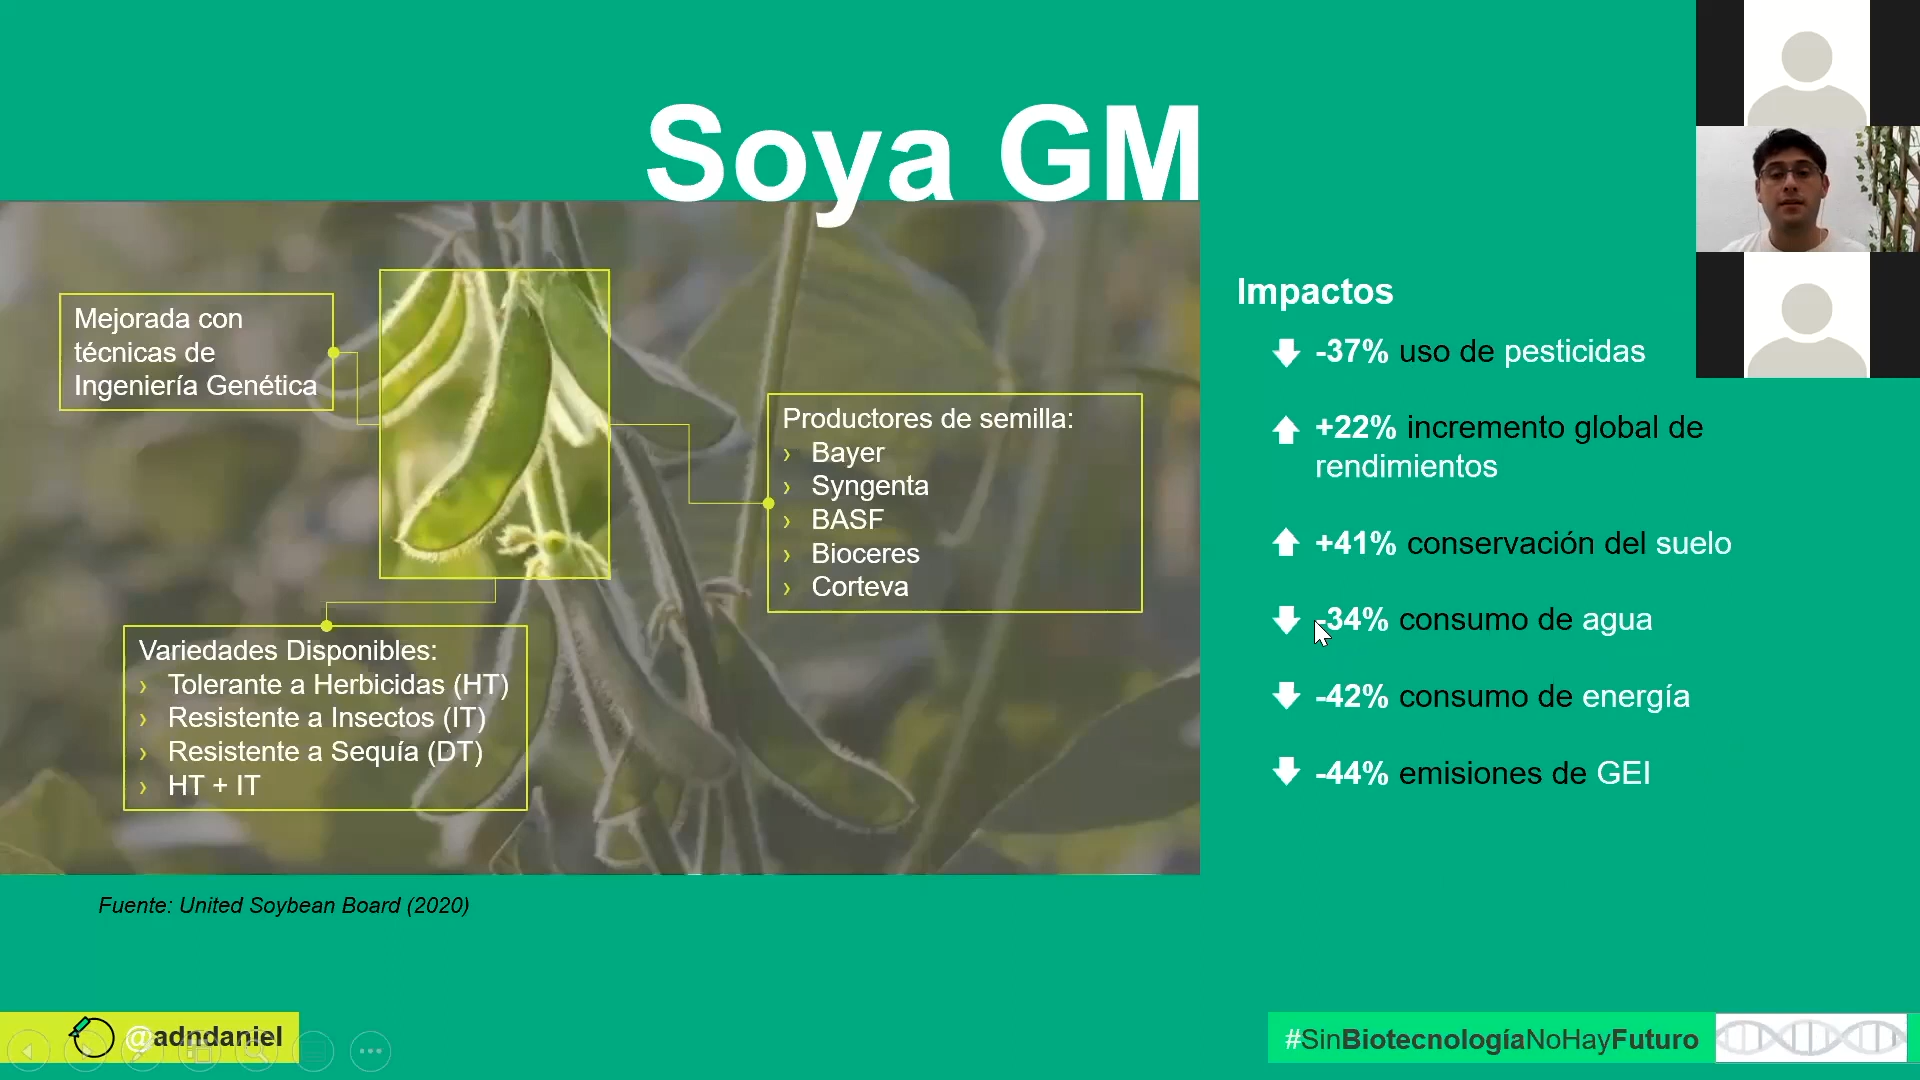 Soya GM
Mejorada con
técnicas de
Ingeniería Genética
Productores de semilla:
› Bayer
› Syngenta
› BASF
› Bioceres
› Corteva
Variedades Disponibles:
› Tolerante a Herbicidas (HT)
› Resistente a Insectos (IT)
› Resistente a Sequía (DT)
› HT + IT
Impactos
-37% uso de pesticidas
+22% incremento global de
rendimientos
+41% conservación del suelo
-34% consumo de agua
-42% consumo de energía
-44% emisiones de GEI
Fuente: United Soybean Board (2020)
@adndaniel
#SinBiotecnologíaNoHayFuturo